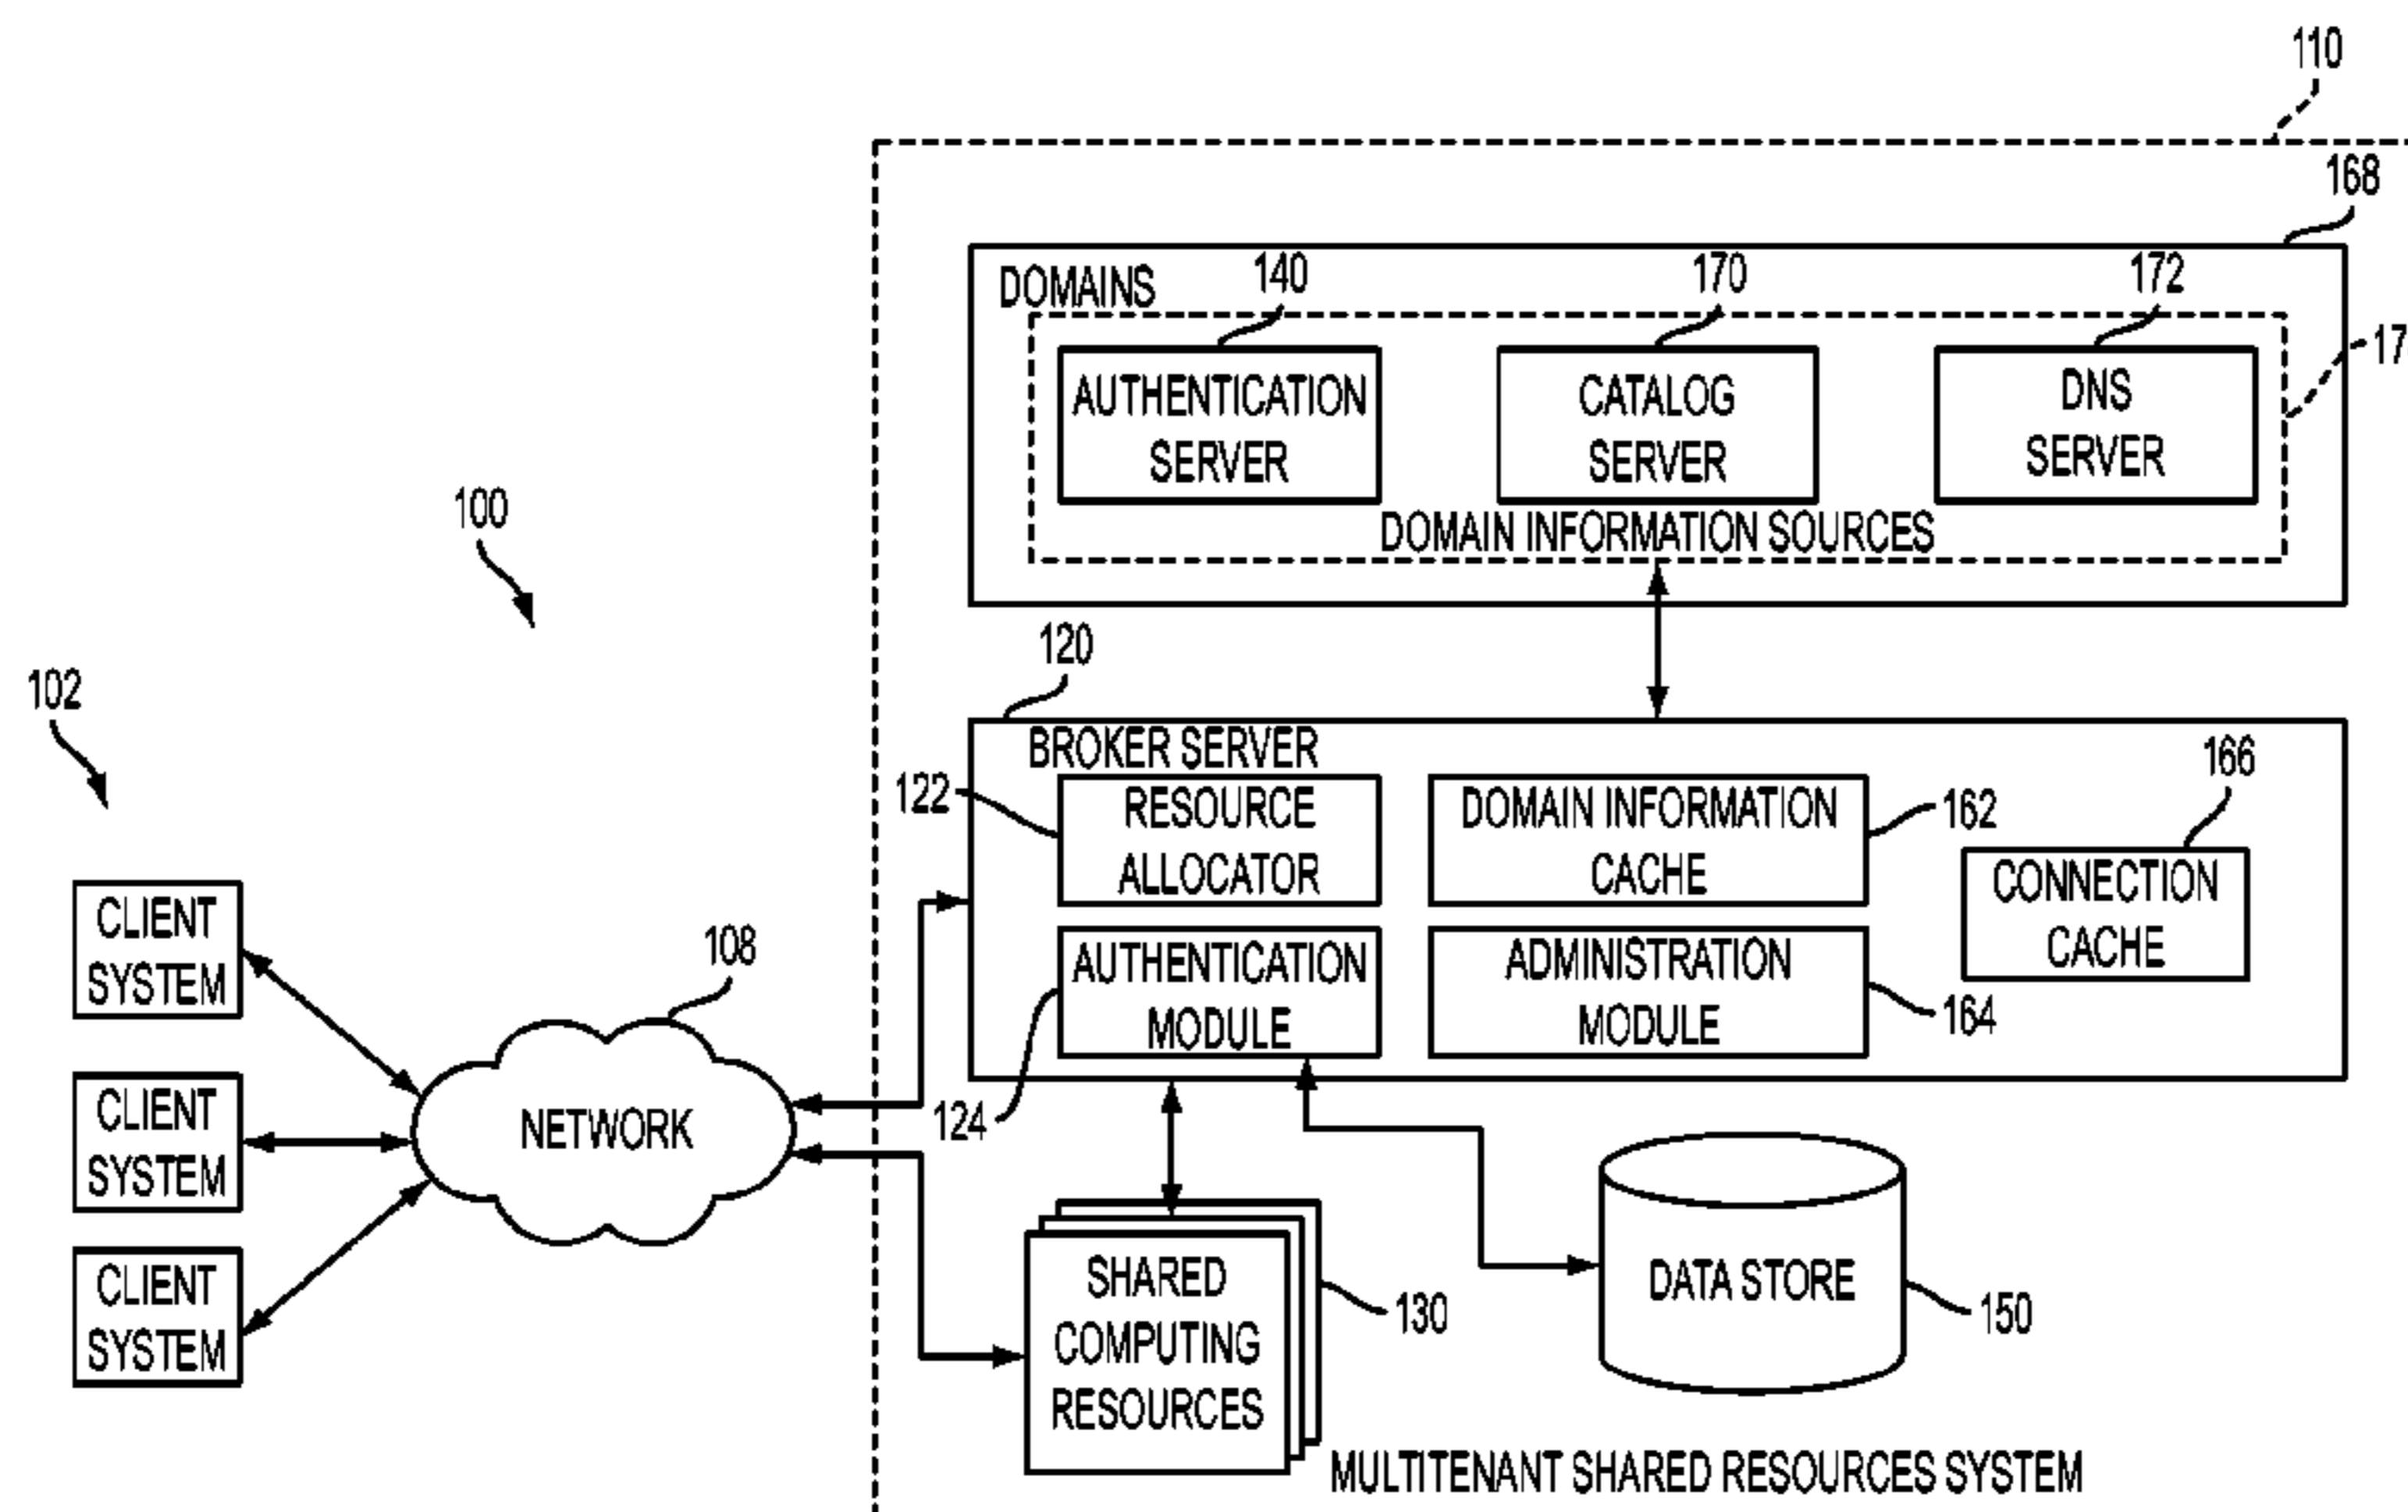 110
168
DOMAINS
140
170
172
17
AUTHENTICATION
SERVER
CATALOG
SERVER
DNS
SERVER
DOMAIN INFORMATION SOURCES
100
102
120
BROKER SERVER
122
RESOURCE
ALLOCATOR
DOMAIN INFORMATION
CACHE
162
166
CONNECTION
CACHE
124
AUTHENTICATION
MODULE
ADMINISTRATION
MODULE
164
CLIENT
SYSTEM
CLIENT
SYSTEM
CLIENT
SYSTEM
108
NETWORK
SHARED
COMPUTING
RESOURCES
130
DATA STORE
150
MULTITENANT SHARED RESOURCES SYSTEM